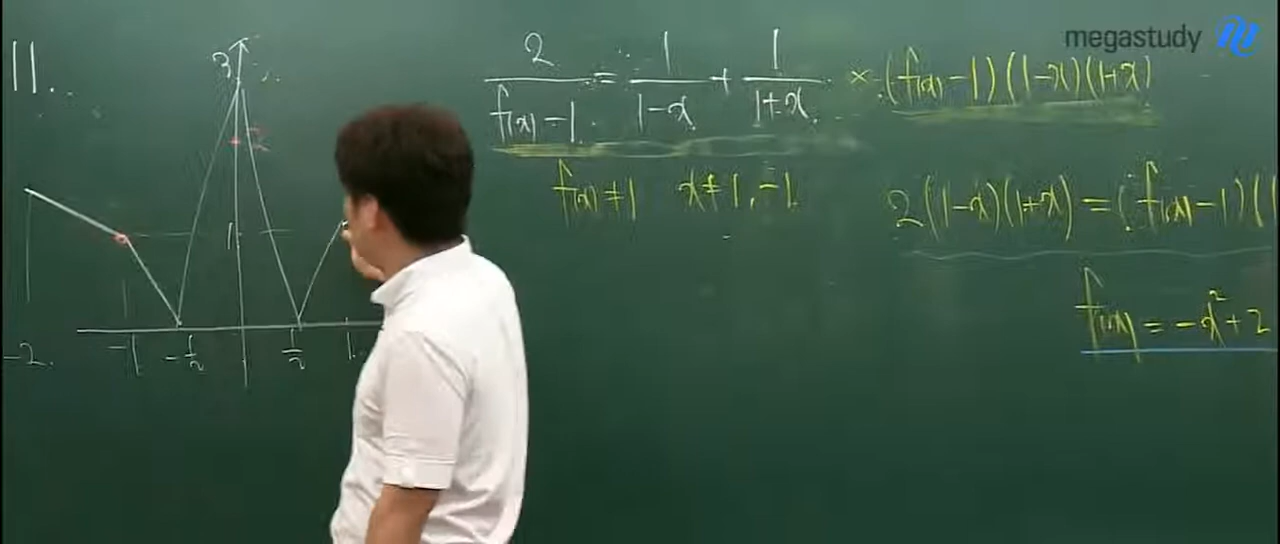 megastudy
11.
3
2
1
-2. -1 -1/2 1/2 1
2/(f(x)-1) = 1/(1-x) + 1/(1+x) × (f(x)-1)(1-x)(1+x)
f(x)≠1 x≠1, -1
2(1-x)(1+x) = (f(x)-1)(
f(x) = -x²+2